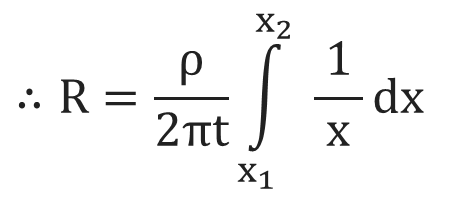 ∴ R = ρ/2πt ∫_{x₁}^{x₂} 1/x dx